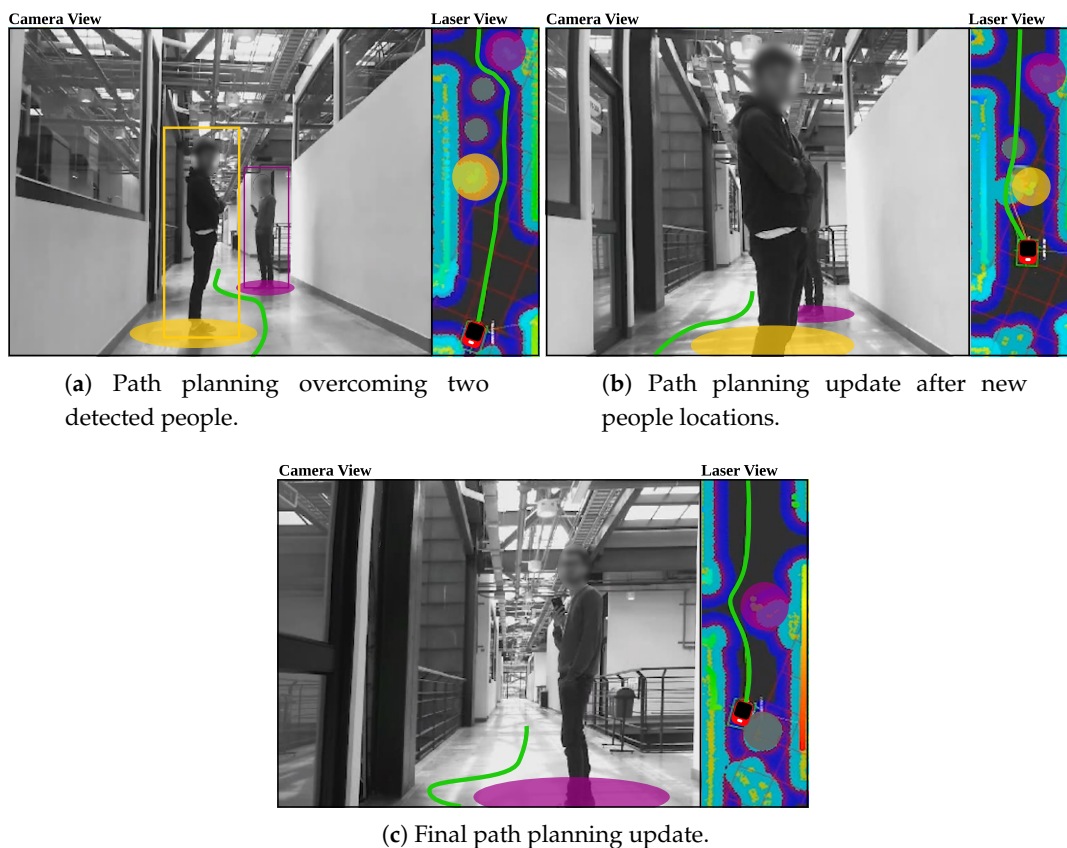 Camera View
Laser View
Camera View
Laser View
(a) Path planning overcoming two
detected people.
(b) Path planning update after new
people locations.
Camera View
Laser View
(c) Final path planning update.